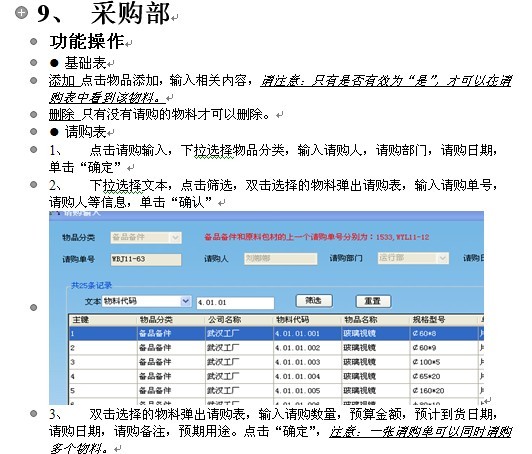 9、 采购部
功能操作
● 基础表
添加 点击物品添加，输入相关内容，请注意：只有是否有效为“是”，才可以在请
购表中看到该物料。
删除 只有没有请购的物料才可以删除。
● 请购表
1、 点击请购输入，下拉选择物品分类，输入请购人，请购部门，请购日期，
单击“确定”
2、 下拉选择文本，点击筛选，双击选择的物料弹出请购表，输入请购单号，
请购人等信息，单击“确认”
物品分类 备品备件 备品备件和原料包材的上一个请购单号分别为：1533,WYL11-12
请购单号 WBJ11-63 请购人 刘娜娜 请购部门 运行部 请购日
共25条记录
文本 物料代码 4.01.01 筛选 重置
主键 物品分类 公司名称 物料代码 物品名称 规格型号
1 备品备件 武汉工厂 4.01.01.001 玻璃视镜 ¢60*8
2 备品备件 武汉工厂 4.01.01.002 玻璃视镜 ¢60*9
3 备品备件 武汉工厂 4.01.01.003 玻璃视镜 ¢100*5
4 备品备件 武汉工厂 4.01.01.004 玻璃视镜 ¢65*20
5 备品备件 武汉工厂 4.01.01.005 玻璃视镜 ¢160*20
3、 双击选择的物料弹出请购表，输入请购数量，预算金额，预计到货日期，
请购日期，请购备注，预期用途。点击“确定”，注意：一张请购单可以同时请购
多个物料。